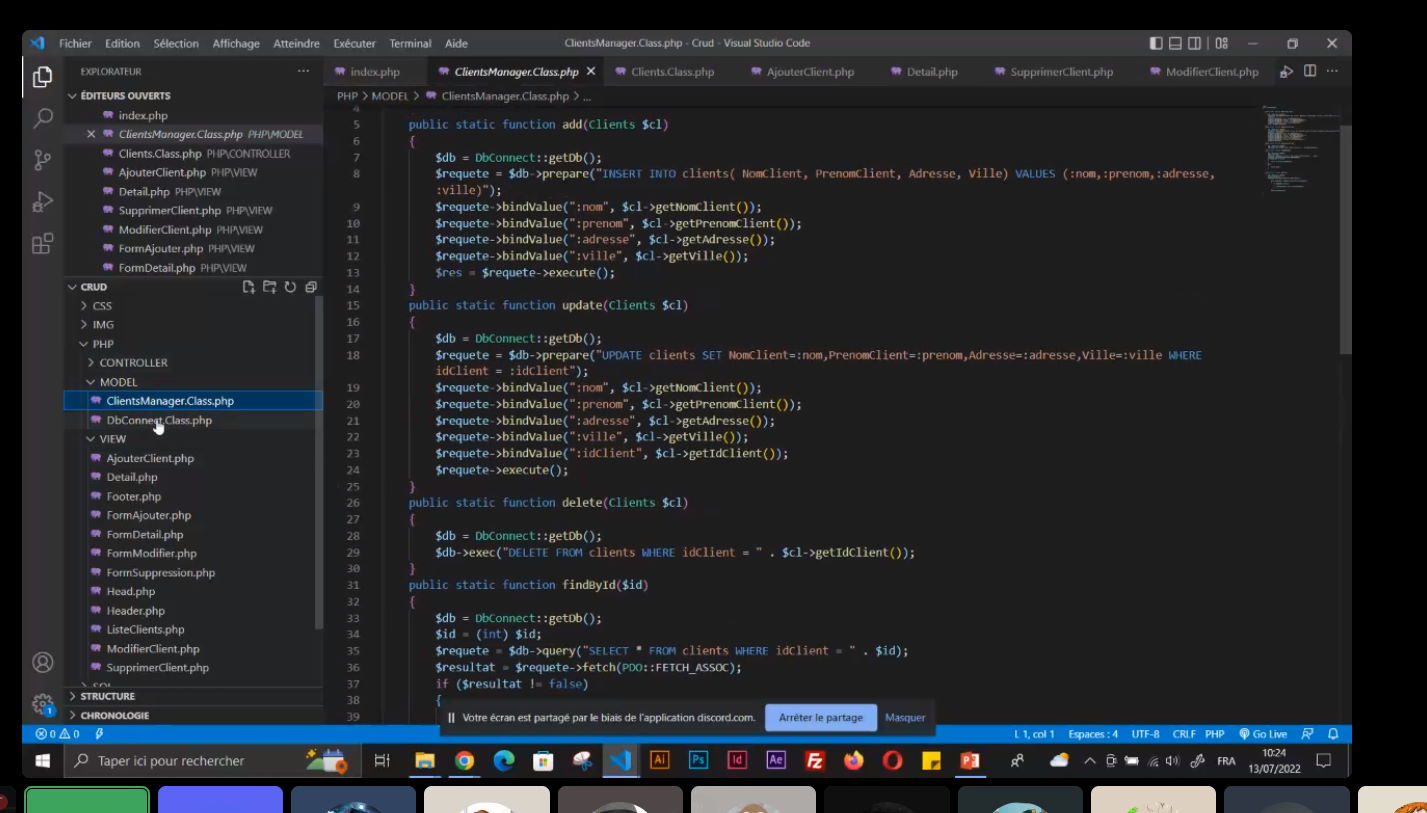 Fichier Edition Sélection Affichage Atteindre Exécuter Terminal Aide
ClientsManager.Class.php - Crud - Visual Studio Code
EXPLORATEUR
index.php ClientsManager.Class.php Clients.Class.php AjouterClient.php Detail.php SupprimerClient.php ModifierClient.php
PHP > MODEL > ClientsManager.Class.php > ...
ÉDITEURS OUVERTS
index.php
ClientsManager.Class.php PHP\MODEL
Clients.Class.php PHP\CONTROLLER
AjouterClient.php PHP\VIEW
Detail.php PHP\VIEW
SupprimerClient.php PHP\VIEW
ModifierClient.php PHP\VIEW
FormAjouter.php PHP\VIEW
FormDetail.php PHP\VIEW
CRUD
CSS
IMG
PHP
CONTROLLER
MODEL
ClientsManager.Class.php
DbConnect.Class.php
VIEW
AjouterClient.php
Detail.php
Footer.php
FormAjouter.php
FormDetail.php
FormModifier.php
FormSuppression.php
Head.php
Header.php
ListeClients.php
ModifierClient.php
SupprimerClient.php
SQL
STRUCTURE
CHRONOLOGIE
4
5 public static function add(Clients $cl)
6 {
7 $db = DbConnect::getDb();
8 $requete = $db->prepare("INSERT INTO clients( NomClient, PrenomClient, Adresse, Ville) VALUES (:nom,:prenom,:adresse,
:ville)");
9 $requete->bindValue(":nom", $cl->getNomClient());
10 $requete->bindValue(":prenom", $cl->getPrenomClient());
11 $requete->bindValue(":adresse", $cl->getAdresse());
12 $requete->bindValue(":ville", $cl->getVille());
13 $res = $requete->execute();
14 }
15 public static function update(Clients $cl)
16 {
17 $db = DbConnect::getDb();
18 $requete = $db->prepare("UPDATE clients SET NomClient=:nom,PrenomClient=:prenom,Adresse=:adresse,Ville=:ville WHERE
idClient = :idClient");
19 $requete->bindValue(":nom", $cl->getNomClient());
20 $requete->bindValue(":prenom", $cl->getPrenomClient());
21 $requete->bindValue(":adresse", $cl->getAdresse());
22 $requete->bindValue(":ville", $cl->getVille());
23 $requete->bindValue(":idClient", $cl->getIdClient());
24 $requete->execute();
25 }
26 public static function delete(Clients $cl)
27 {
28 $db = DbConnect::getDb();
29 $db->exec("DELETE FROM clients WHERE idClient = " . $cl->getIdClient());
30 }
31 public static function findById($id)
32 {
33 $db = DbConnect::getDb();
34 $id = (int) $id;
35 $requete = $db->query("SELECT * FROM clients WHERE idClient = " . $id);
36 $resultat = $requete->fetch(PDO::FETCH_ASSOC);
37 if ($resultat != false)
38 {
39
Votre écran est partagé par le biais de l'application discord.com. Arrêter le partage Masquer
1
0 0 L 1, col 1 Espaces : 4 UTF-8 CRLF PHP Go Live
Taper ici pour rechercher
Ai Ps Id Ae Fz
FRA
10:24
13/07/2022